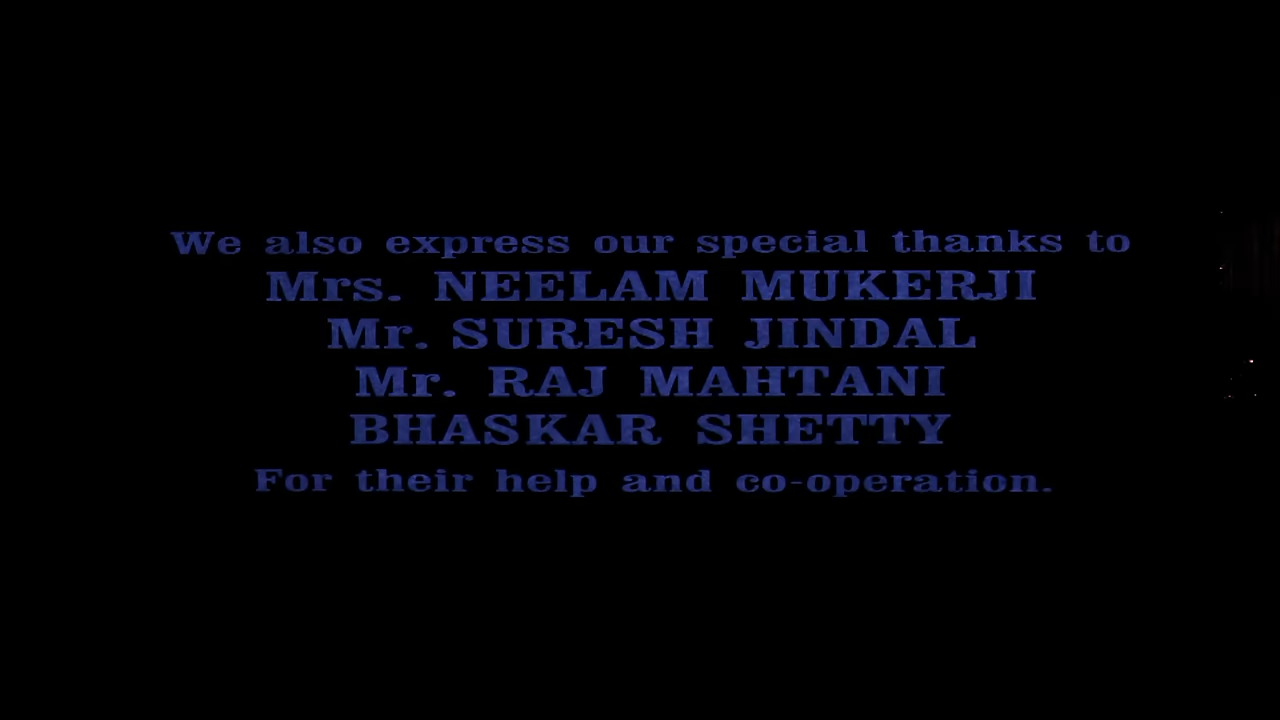 We also express our special thanks to
Mrs. NEELAM MUKERJI
Mr. SURESH JINDAL
Mr. RAJ MAHTANI
BHASKAR SHETTY
For their help and co-operation.